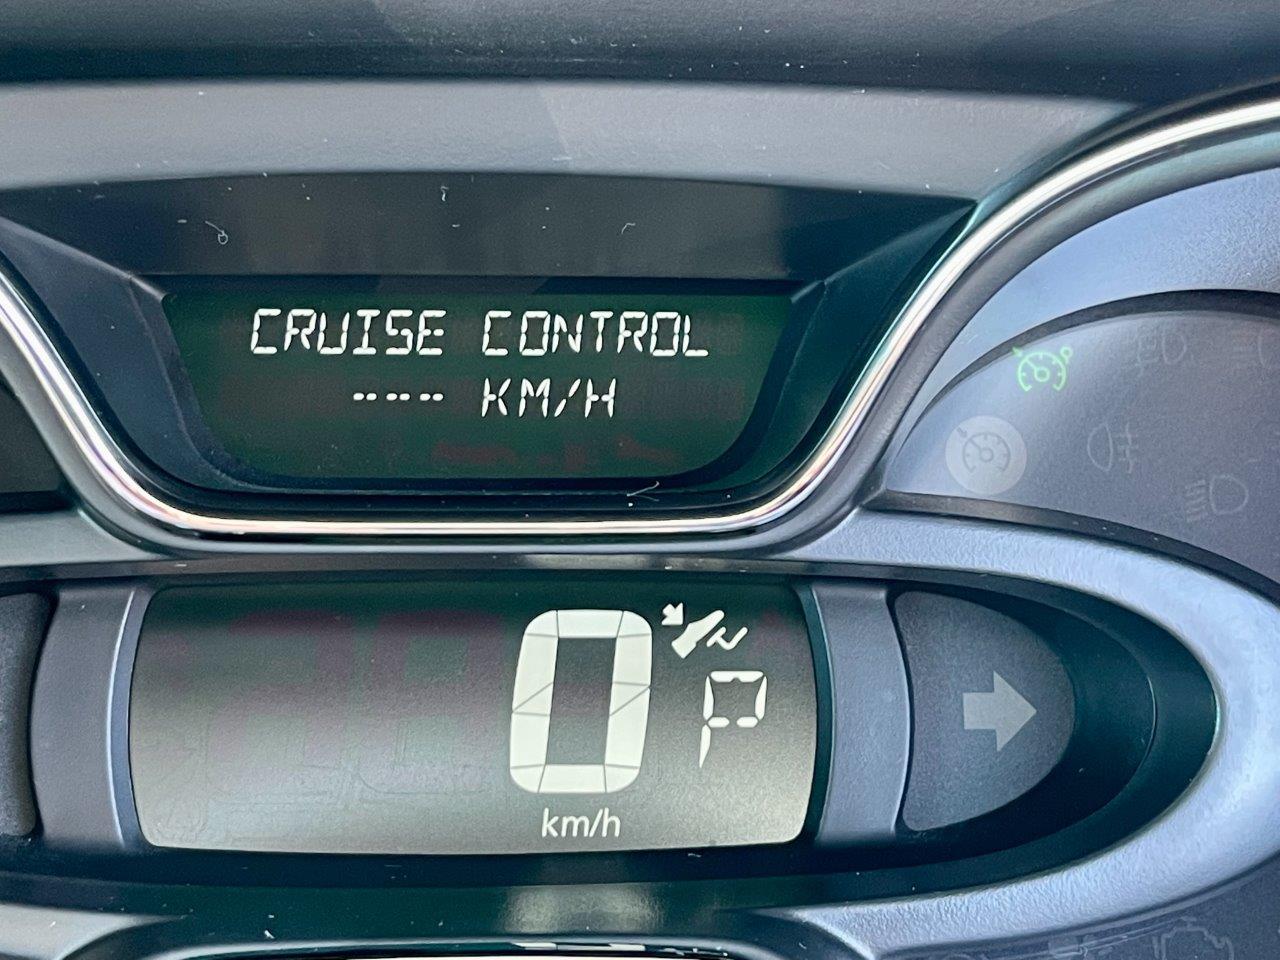 CRUISE CONTROL
--- KM/H
0
P
km/h